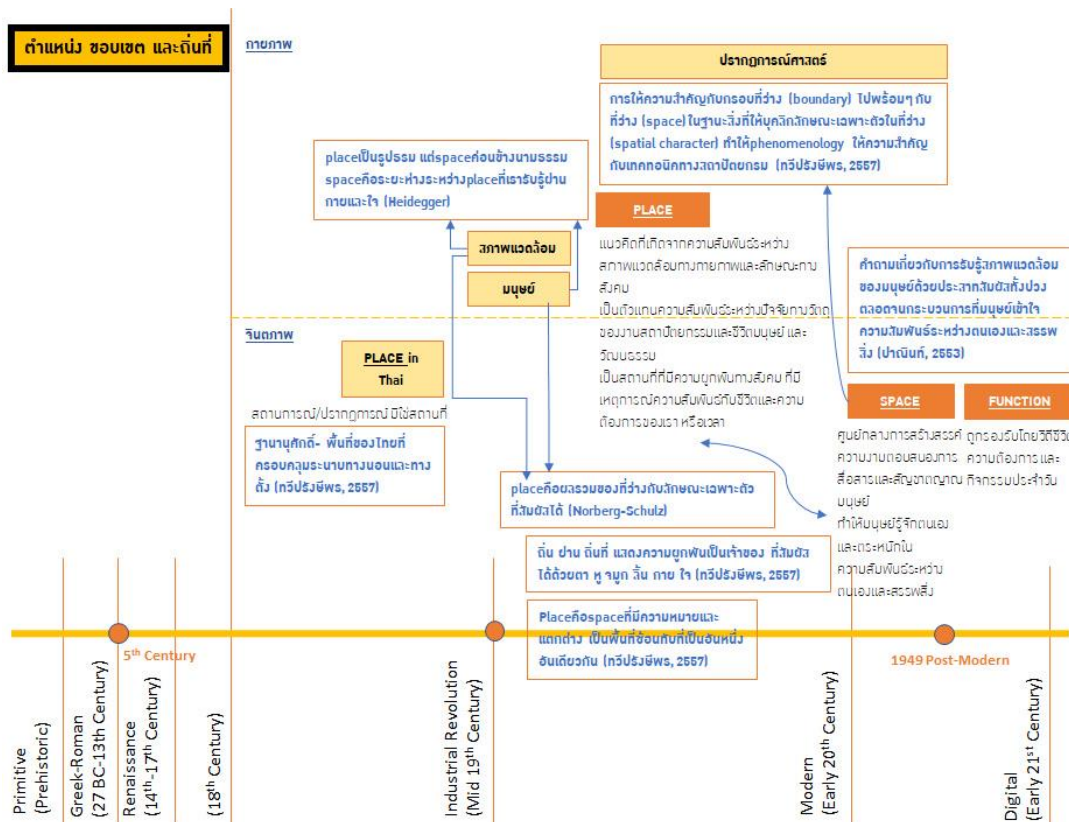 ตำแหน่ง ขอบเขต และถิ่นที่
กายภาพ
ปรากฏการณ์ศาสตร์
การให้ความสำคัญกับกรอบที่ว่าง (boundary) ไปพร้อมๆ กับ
ที่ว่าง (space) ในฐานะสิ่งที่ให้บุคลิกลักษณะเฉพาะตัวในที่ว่าง
(spatial character) ทำให้phenomenology ให้ความสำคัญ
กับเทคทอนิคทางสถาปัตยกรม (ทวีปรังษีพร, 2557)
placeเป็นรูปธรรม แต่spaceค่อนข้างนามธรรม
spaceคือระยะห่างระหว่างplaceที่เรารับรู้ผ่าน
กายและใจ (Heidegger)
สภาพแวดล้อม
มนุษย์
PLACE
แนวคิดที่เกิดจากความสัมพันธ์ระหว่าง
สภาพแวดล้อมทางกายภาพและลักษณะทาง
สังคม
เป็นตัวแทนความสัมพันธ์ระหว่างปัจจัยทางวัตถุ
ของงานสถาปัตยกรรมและชีวิตมนุษย์ และ
วัฒนธรรม
เป็นสถานที่ที่มีความผูกพันทางสังคม ที่มี
เหตุการณ์ความสัมพันธ์กับชีวิตและความ
ต้องการของเรา หรือเวลา
คำถามเกี่ยวกับการรับรู้สภาพแวดล้อม
ของมนุษย์ด้วยประสาทสัมผัสทั้งปวง
ตลอดจนกระบวนการที่มนุษย์เข้าใจ
ความสัมพันธ์ระหว่างตนเองและสรรพ
สิ่ง (ปาณินท์, 2553)
จินตภาพ
PLACE in
Thai
สถานการณ์/ปรากฏการณ์ มิใช่สถานที่
ฐานานุศักดิ์- พื้นที่ของไทยที่
ครอบคลุมระนาบทางนอนและทาง
ตั้ง (ทวีปรังษีพร, 2557)
SPACE
ศูนย์กลางการสร้างสรรค์
ความงามตอบสนองการ
สื่อสารและสัญชาตญาณ
มนุษย์
ทำให้มนุษย์รู้จักตนเอง
และตระหนักใน
ความสัมพันธ์ระหว่าง
ตนเองและสรรพสิ่ง
FUNCTION
ถูกรองรับโดยวิถีชีวิต
ความต้องการและ
กิจกรรมประจำวัน
placeคือผลรวมของที่ว่างกับลักษณะเฉพาะตัว
ที่สัมผัสได้ (Norberg-Schulz)
ถิ่น ย่าน ถิ่นที่ แสดงความผูกพันเป็นเจ้าของ ที่สัมผัส
ได้ด้วยตา หู จมูก ลิ้น กาย ใจ (ทวีปรังษีพร, 2557)
Placeคือspaceที่มีความหมายและ
แตกต่าง เป็นพื้นที่ซ้อนทับที่เป็นอันหนึ่ง
อันเดียวกัน (ทวีปรังษีพร, 2557)
5th Century
1949 Post-Modern
Primitive
(Prehistoric)
Greek-Roman
(27 BC-13th Century)
Renaissance
(14th-17th Century)
(18th Century)
Industrial Revolution
(Mid 19th Century)
Modern
(Early 20th Century)
Digital
(Early 21st Century)